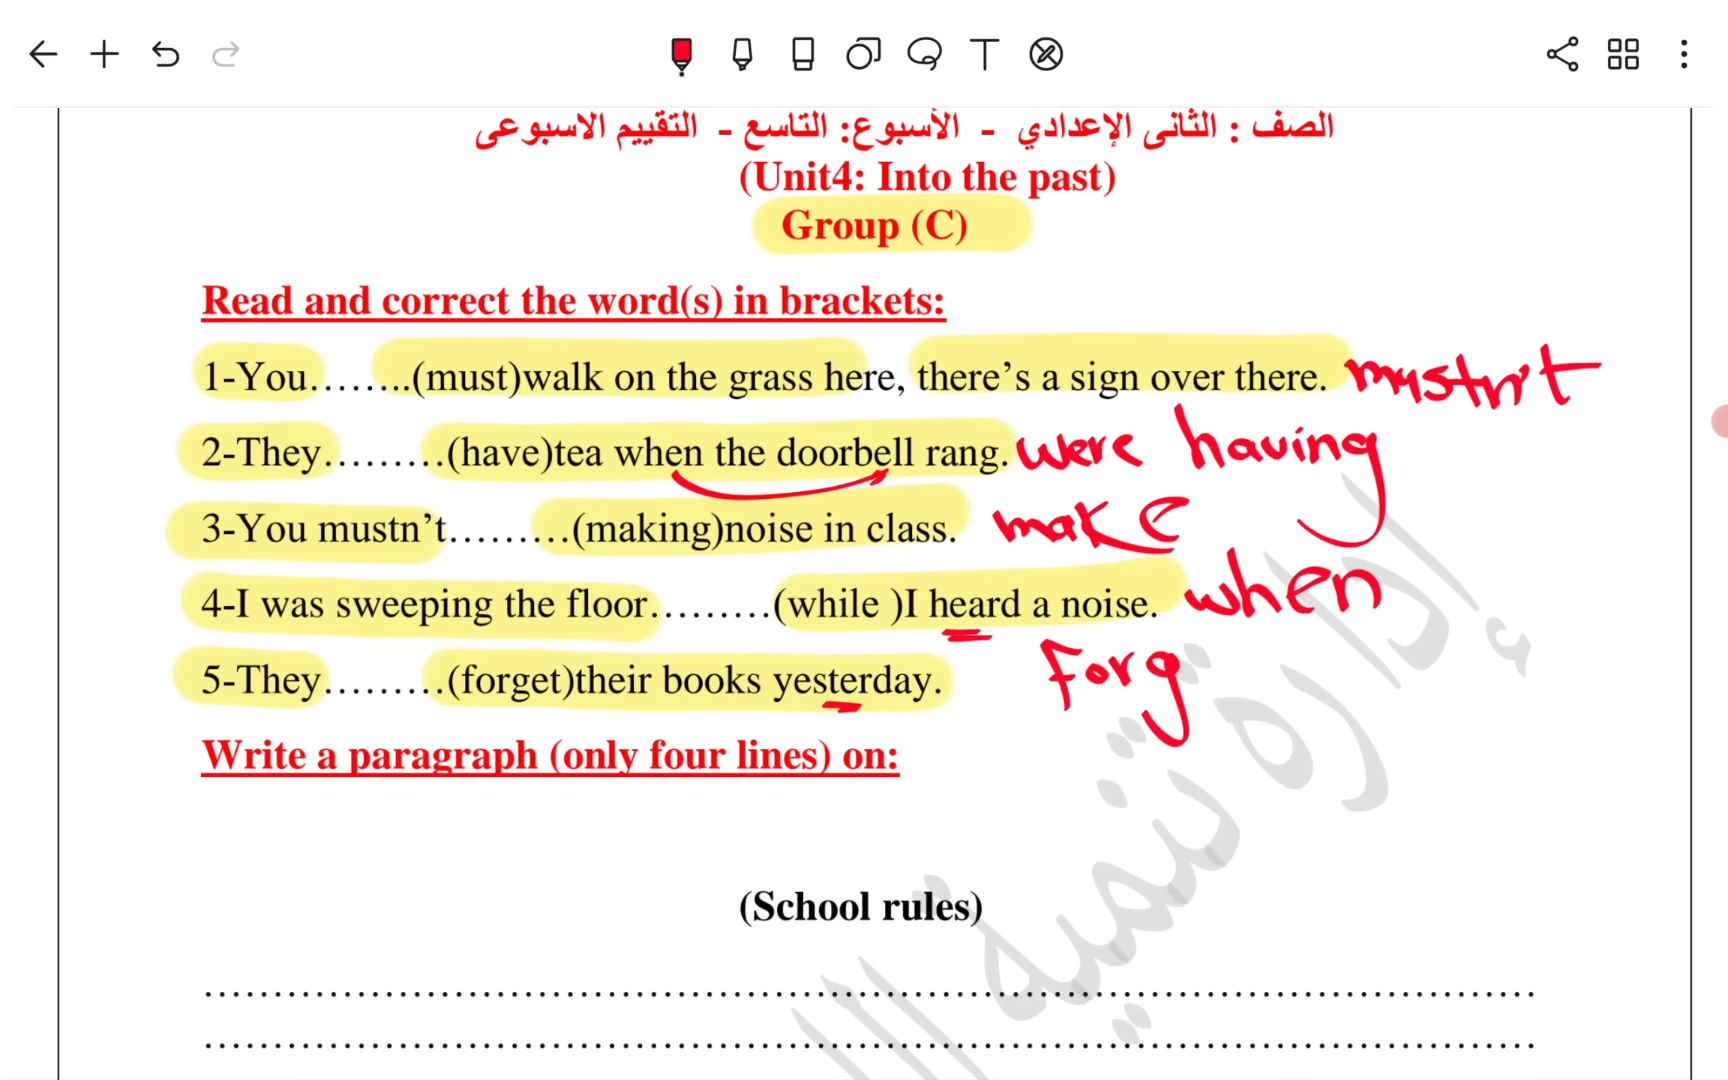 الصف : الثانى الإعدادي - الأسبوع: التاسع - التقييم الاسبوعى
(Unit4: Into the past)
Group (C)
Read and correct the word(s) in brackets:
1-You........(must)walk on the grass here, there's a sign over there. mustn't
2-They.........(have)tea when the doorbell rang. were having
3-You mustn't.........(making)noise in class. make
4-I was sweeping the floor.........(while )I heard a noise. when
5-They.........(forget)their books yesterday. forg
Write a paragraph (only four lines) on:
(School rules)